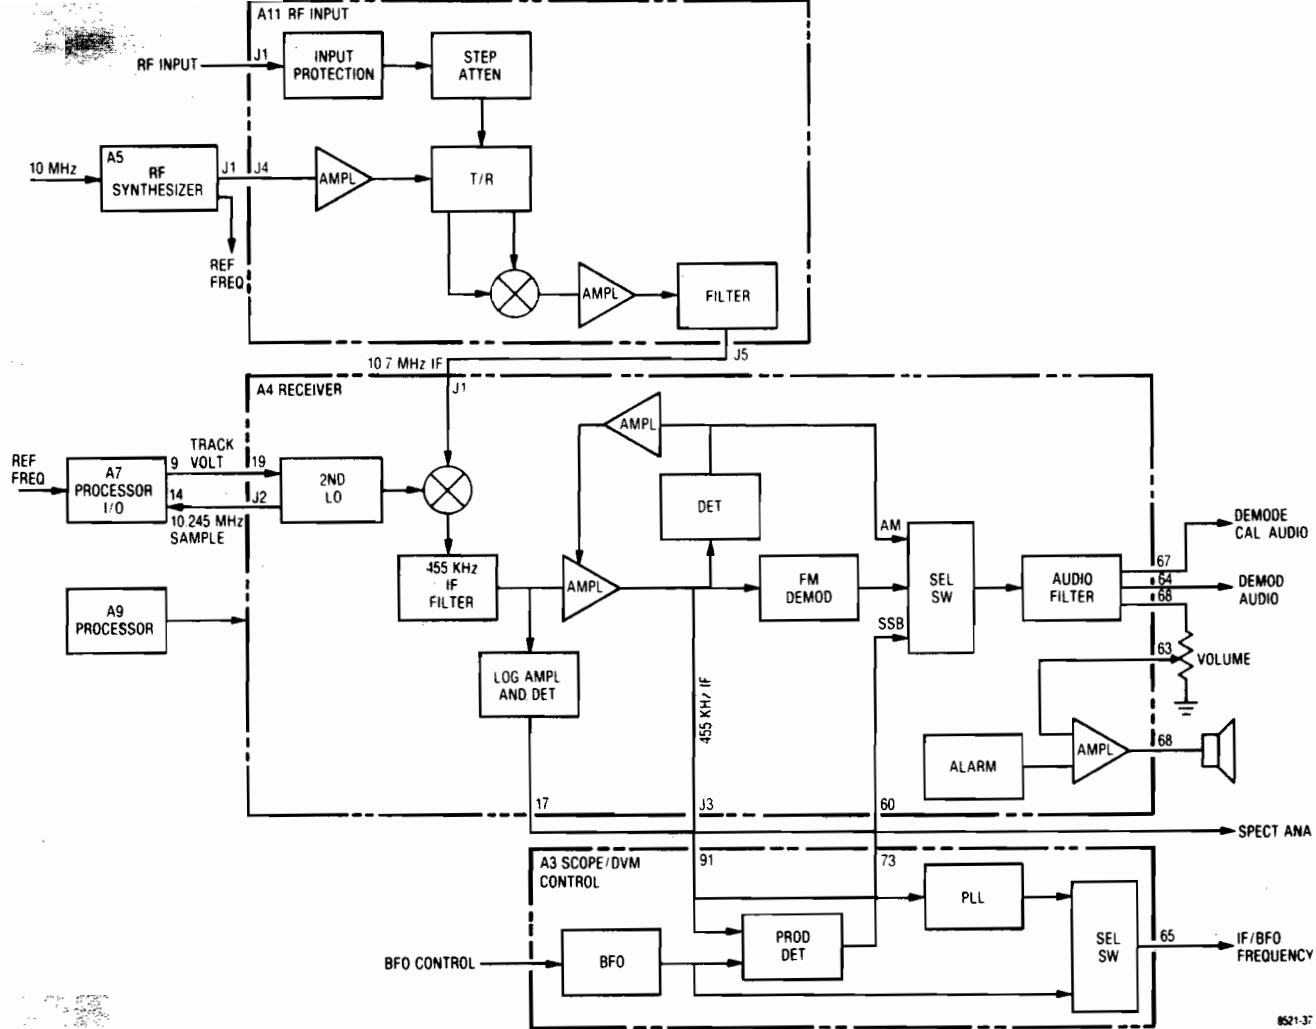 A11 RF INPUT
RF INPUT
J1
INPUT
PROTECTION
STEP
ATTEN
10 MHz
A5
RF
SYNTHESIZER
J1
J4
AMPL
T/R
REF
FREQ
AMPL
FILTER
J5
10 7 MHz IF
A4 RECEIVER
J1
AMPL
REF
FREQ
A7
PROCESSOR
I/O
9
TRACK
VOLT
19
14
J2
10.245 MHz
SAMPLE
2ND
LO
DET
AM
DEMODE
CAL AUDIO
455 KHz
IF
FILTER
AMPL
FM
DEMOD
SEL
SW
AUDIO
FILTER
67
64
68
DEMOD
AUDIO
A9
PROCESSOR
SSB
LOG AMPL
AND DET
455 KHz IF
63
VOLUME
ALARM
AMPL
68
17
J3
60
SPECT ANA
A3 SCOPE/DVM
CONTROL
91
73
PLL
BFO CONTROL
BFO
PROD
DET
SEL
SW
65
IF/BFO
FREQUENCY